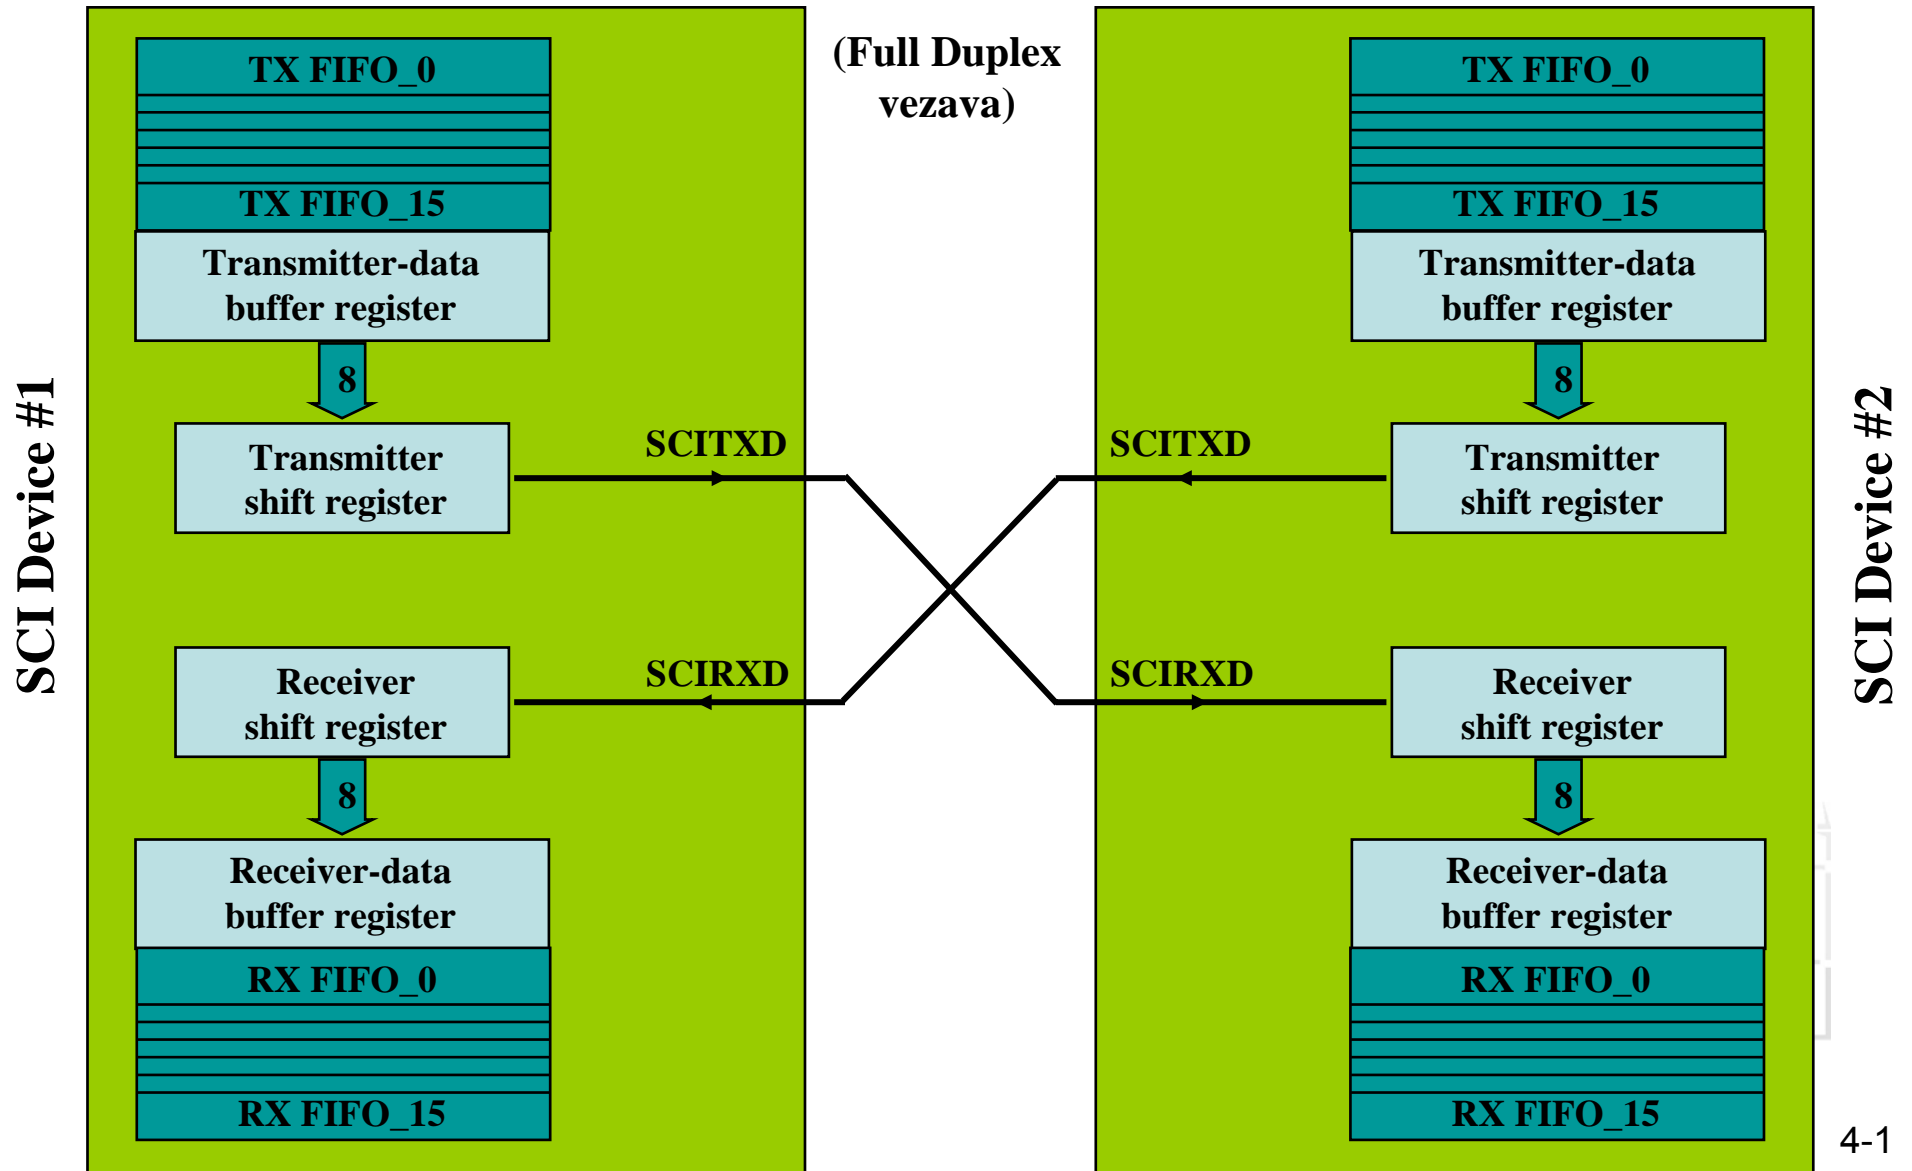 SCI Device #1
TX FIFO_0
TX FIFO_15
Transmitter-data
buffer register
8
Transmitter
shift register
SCITXD
Receiver
shift register
SCIRXD
8
Receiver-data
buffer register
RX FIFO_0
RX FIFO_15
(Full Duplex
vezava)
TX FIFO_0
TX FIFO_15
Transmitter-data
buffer register
8
SCITXD
Transmitter
shift register
SCIRXD
Receiver
shift register
8
Receiver-data
buffer register
RX FIFO_0
RX FIFO_15
SCI Device #2
4-1